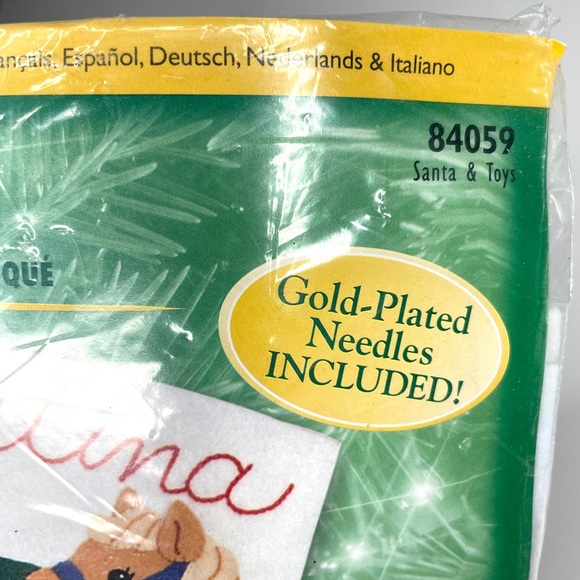 ançais, Español, Deutsch, Nederlands & Italiano
84059
Santa & Toys
QUÉ
Gold-Plated
Needles
INCLUDED!
tina